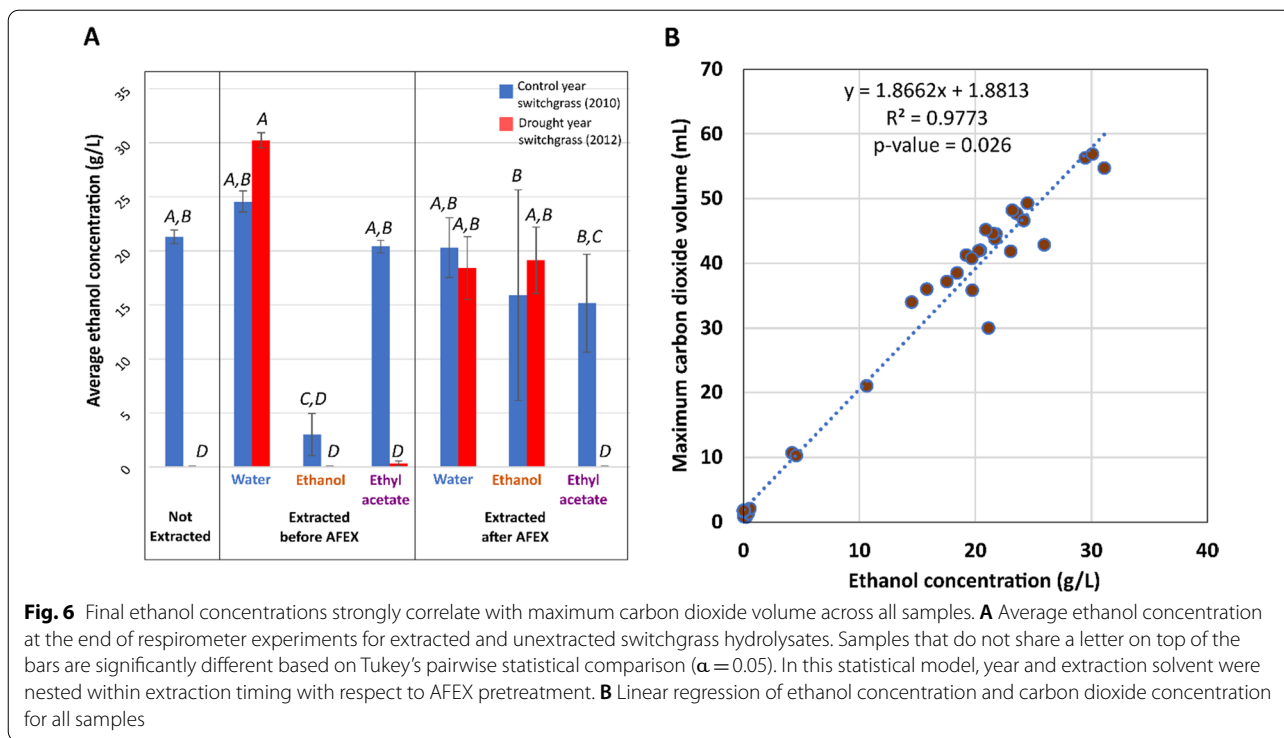 A
Average ethanol concentration (g/L)
35
30
25
20
15
10
5
0
Control year
switchgrass (2010)
Drought year
switchgrass (2012)
A,B
D
A,B
A
C,D
D
A,B
D
A,B
A,B
B
A,B
B,C
D
Water
Ethanol
Ethyl
acetate
Water
Ethanol
Ethyl
acetate
Not
Extracted
Extracted
before AFEX
Extracted
after AFEX
B
Maximum carbon dioxide volume (mL)
70
60
50
40
30
20
10
0
y = 1.8662x + 1.8813
R² = 0.9773
p-value = 0.026
0
10
20
30
40
Ethanol concentration (g/L)
Fig. 6 Final ethanol concentrations strongly correlate with maximum carbon dioxide volume across all samples. A Average ethanol concentration
at the end of respirometer experiments for extracted and unextracted switchgrass hydrolysates. Samples that do not share a letter on top of the
bars are significantly different based on Tukey's pairwise statistical comparison (α = 0.05). In this statistical model, year and extraction solvent were
nested within extraction timing with respect to AFEX pretreatment. B Linear regression of ethanol concentration and carbon dioxide concentration
for all samples